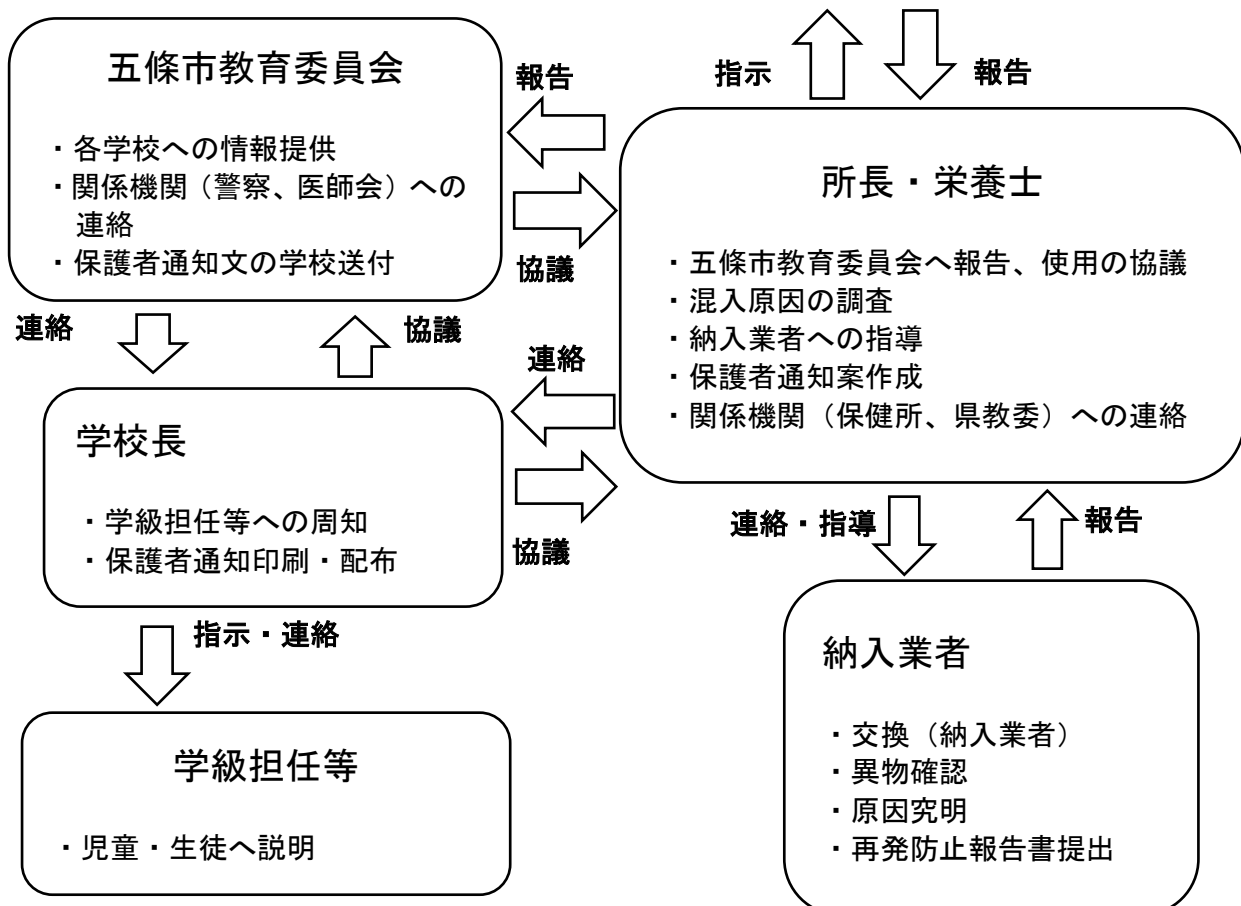 指示
報告
五條市教育委員会
・各学校への情報提供
・関係機関（警察、医師会）への
連絡
・保護者通知文の学校送付
報告
協議
所長・栄養士
・五條市教育委員会へ報告、使用の協議
・混入原因の調査
・納入業者への指導
・保護者通知案作成
・関係機関（保健所、県教委）への連絡
連絡
協議
連絡
協議
学校長
・学級担任等への周知
・保護者通知印刷・配布
連絡・指導
報告
指示・連絡
学級担任等
・児童・生徒へ説明
納入業者
・交換（納入業者）
・異物確認
・原因究明
・再発防止報告書提出